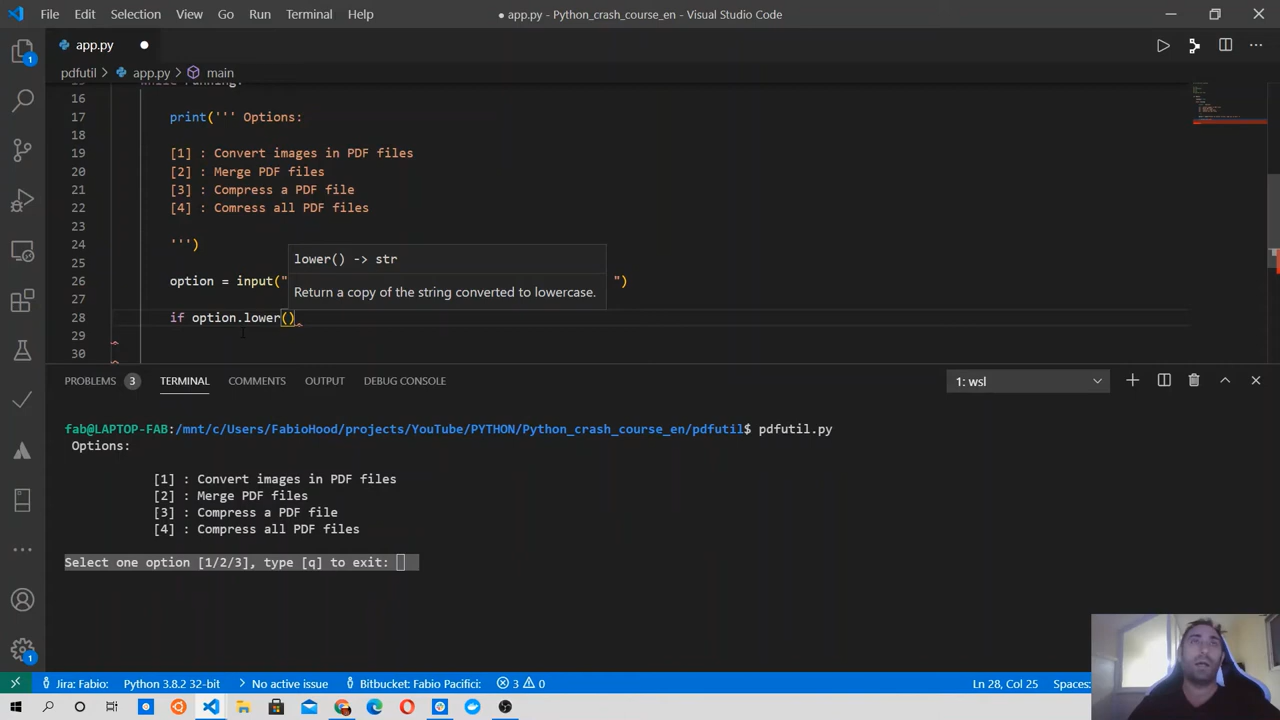 File Edit Selection View Go Run Terminal Help
● app.py - Python_crash_course_en - Visual Studio Code
app.py
pdfutil > app.py > main
16
17 print(''' Options:
18
19 [1] : Convert images in PDF files
20 [2] : Merge PDF files
21 [3] : Compress a PDF file
22 [4] : Comress all PDF files
23
24 ''')
25
26 option = input(" ")
27
28 if option.lower()
29
30
lower() -> str
Return a copy of the string converted to lowercase.
PROBLEMS 3 TERMINAL COMMENTS OUTPUT DEBUG CONSOLE
1: wsl
fab@LAPTOP-FAB:/mnt/c/Users/FabioHood/projects/YouTube/PYTHON/Python_crash_course_en/pdfutil$ pdfutil.py
Options:
[1] : Convert images in PDF files
[2] : Merge PDF files
[3] : Compress a PDF file
[4] : Compress all PDF files
Select one option [1/2/3], type [q] to exit:
1
1
Jira: Fabio: Python 3.8.2 32-bit No active issue Bitbucket: Fabio Pacifici: 3 0 Ln 28, Col 25 Spaces: